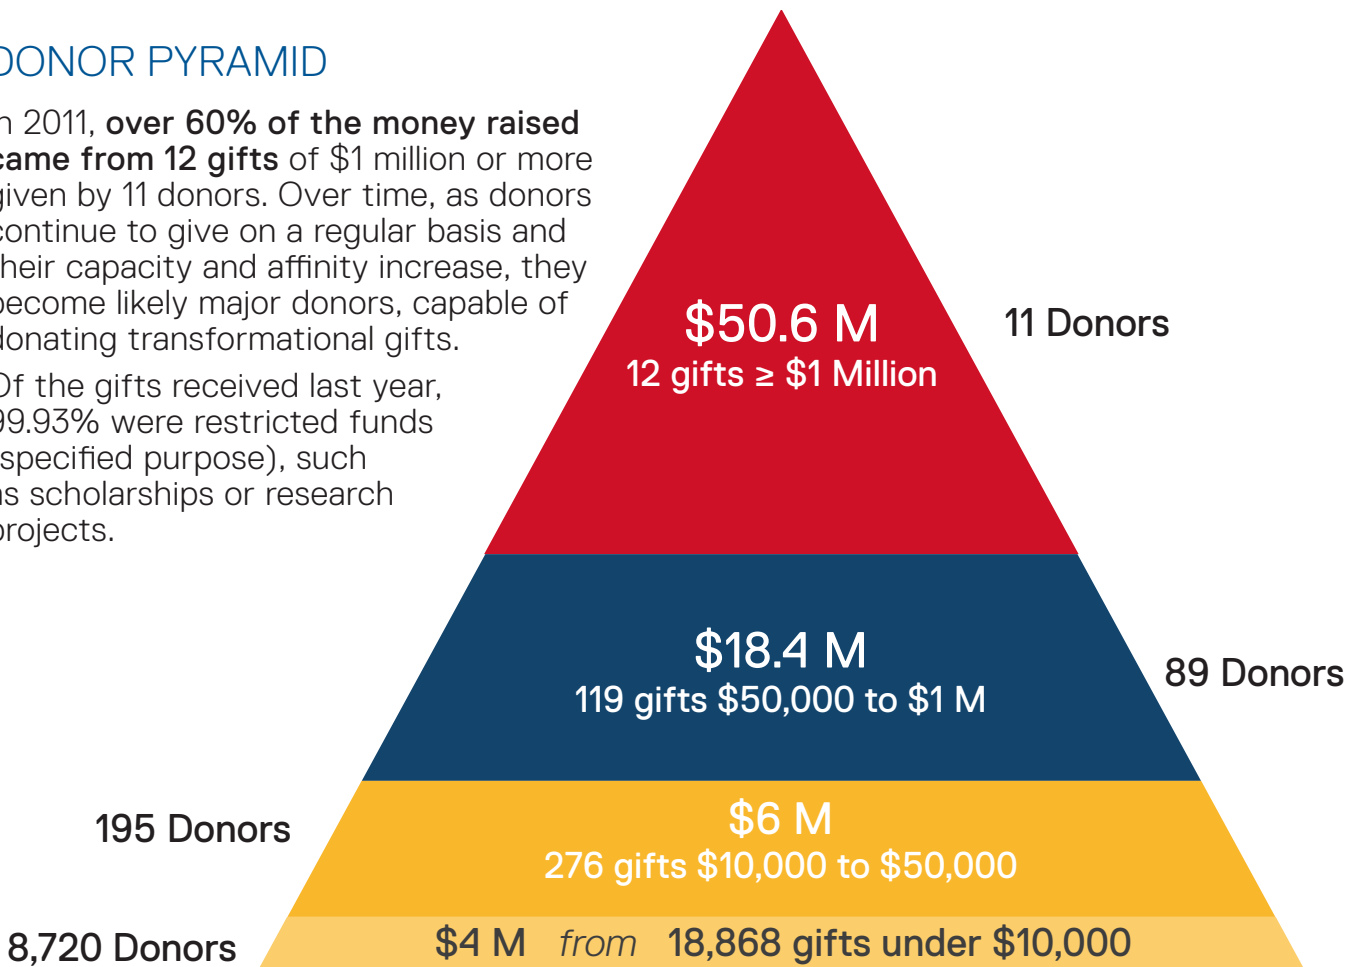 DONOR PYRAMID
In 2011, over 60% of the money raised
came from 12 gifts of $1 million or more
given by 11 donors. Over time, as donors
continue to give on a regular basis and
their capacity and affinity increase, they
become likely major donors, capable of
donating transformational gifts.
Of the gifts received last year,
99.93% were restricted funds
(specified purpose), such
as scholarships or research
projects.
$50.6 M
12 gifts ≥ $1 Million
11 Donors
$18.4 M
119 gifts $50,000 to $1 M
89 Donors
195 Donors
$6 M
276 gifts $10,000 to $50,000
8,720 Donors
$4 M from 18,868 gifts under $10,000